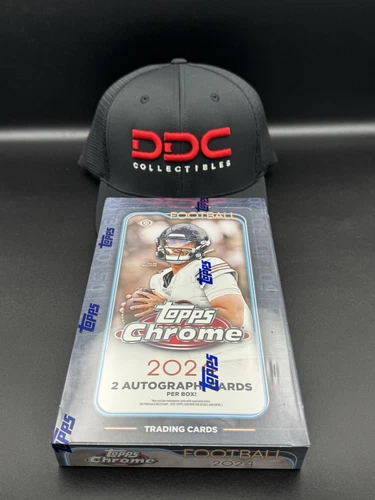 DDC
COLLECTIBLES
FOOTBALL
Topps
Topps
Topps
Chrome
Topps
202
Topps
2 AUTOGRAPH CARDS
PER BOX!
Topps
TRADING CARDS
Topps
Chrome
FOOTBALL
2024